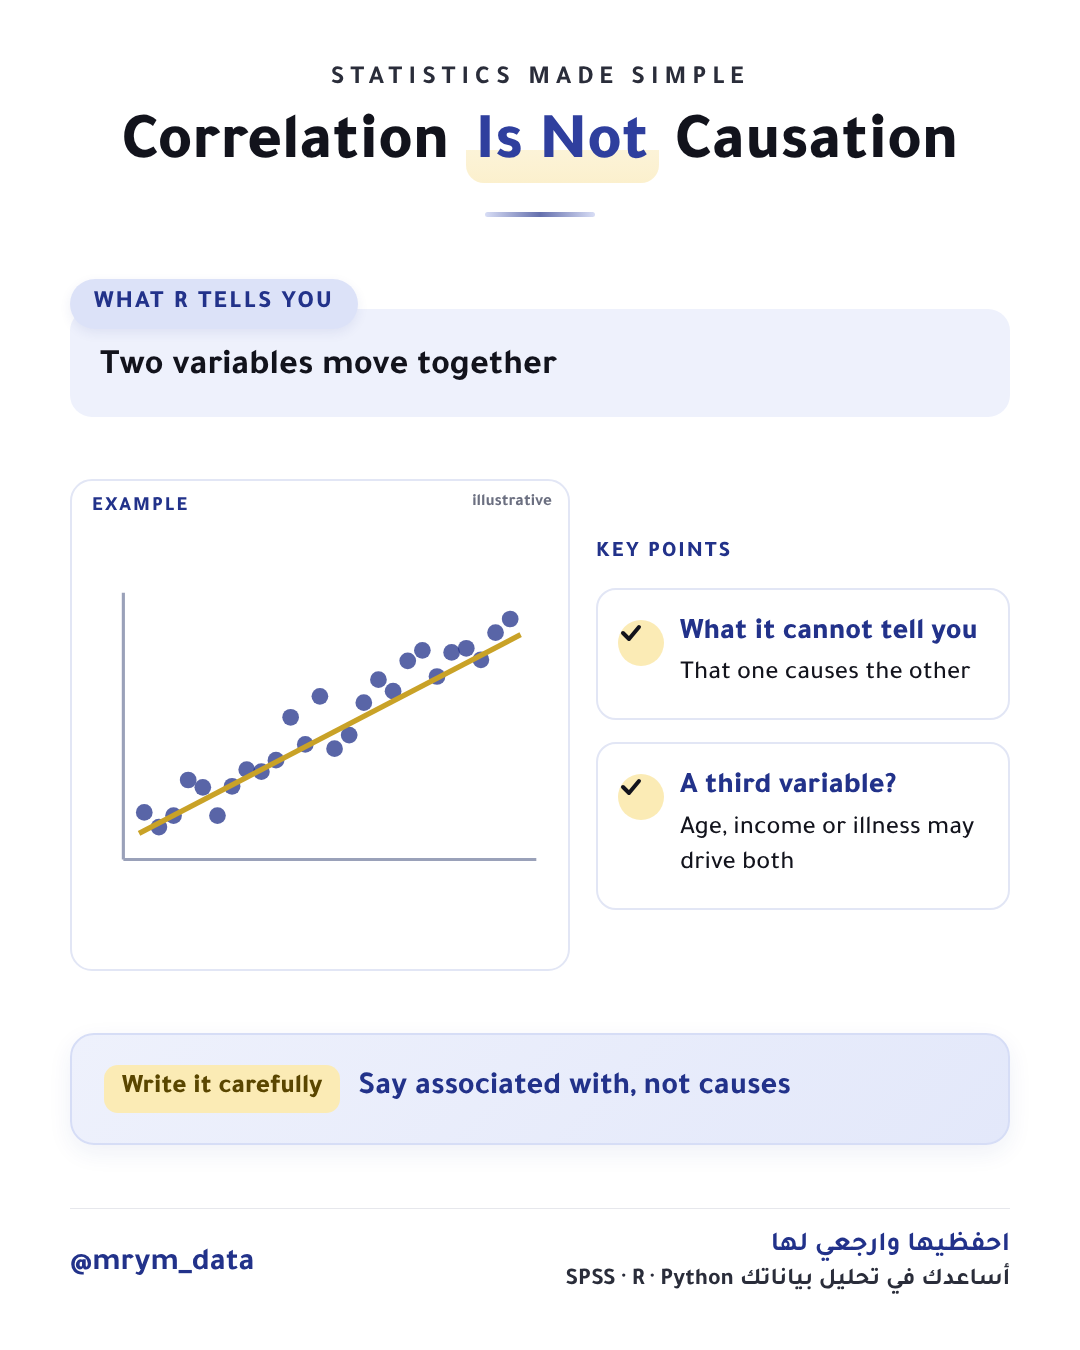 STATISTICS MADE SIMPLE
Correlation Is Not Causation
WHAT R TELLS YOU
Two variables move together
EXAMPLE
illustrative
KEY POINTS
What it cannot tell you
That one causes the other
A third variable?
Age, income or illness may
drive both
Write it carefully
Say associated with, not causes
@mrym_data
احفظيها وارجعي لها
أساعدك في تحليل بياناتك SPSS · R · Python